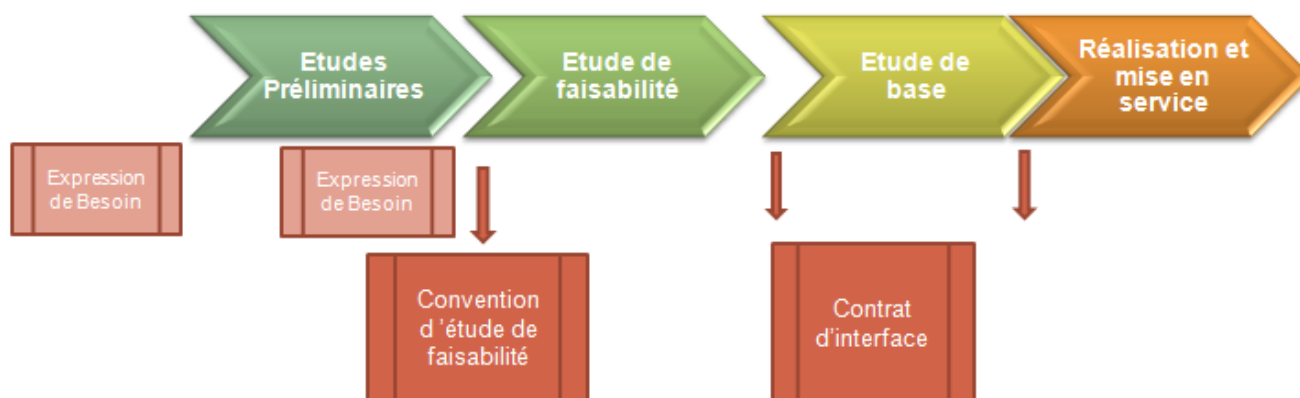 Etudes
Préliminaires
Etude de
faisabilité
Etude de
base
Réalisation et
mise en
service
Expression
de Besoin
Expression
de Besoin
Convention
d 'étude de
faisabilité
Contrat
d'interface